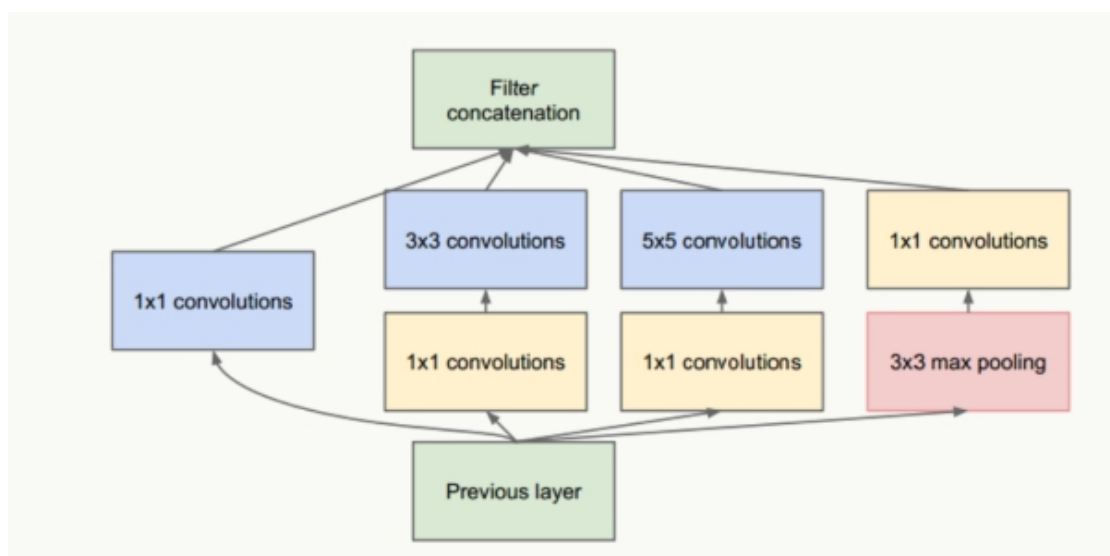 Filter
concatenation
3x3 convolutions
5x5 convolutions
1x1 convolutions
1x1 convolutions
1x1 convolutions
1x1 convolutions
3x3 max pooling
Previous layer